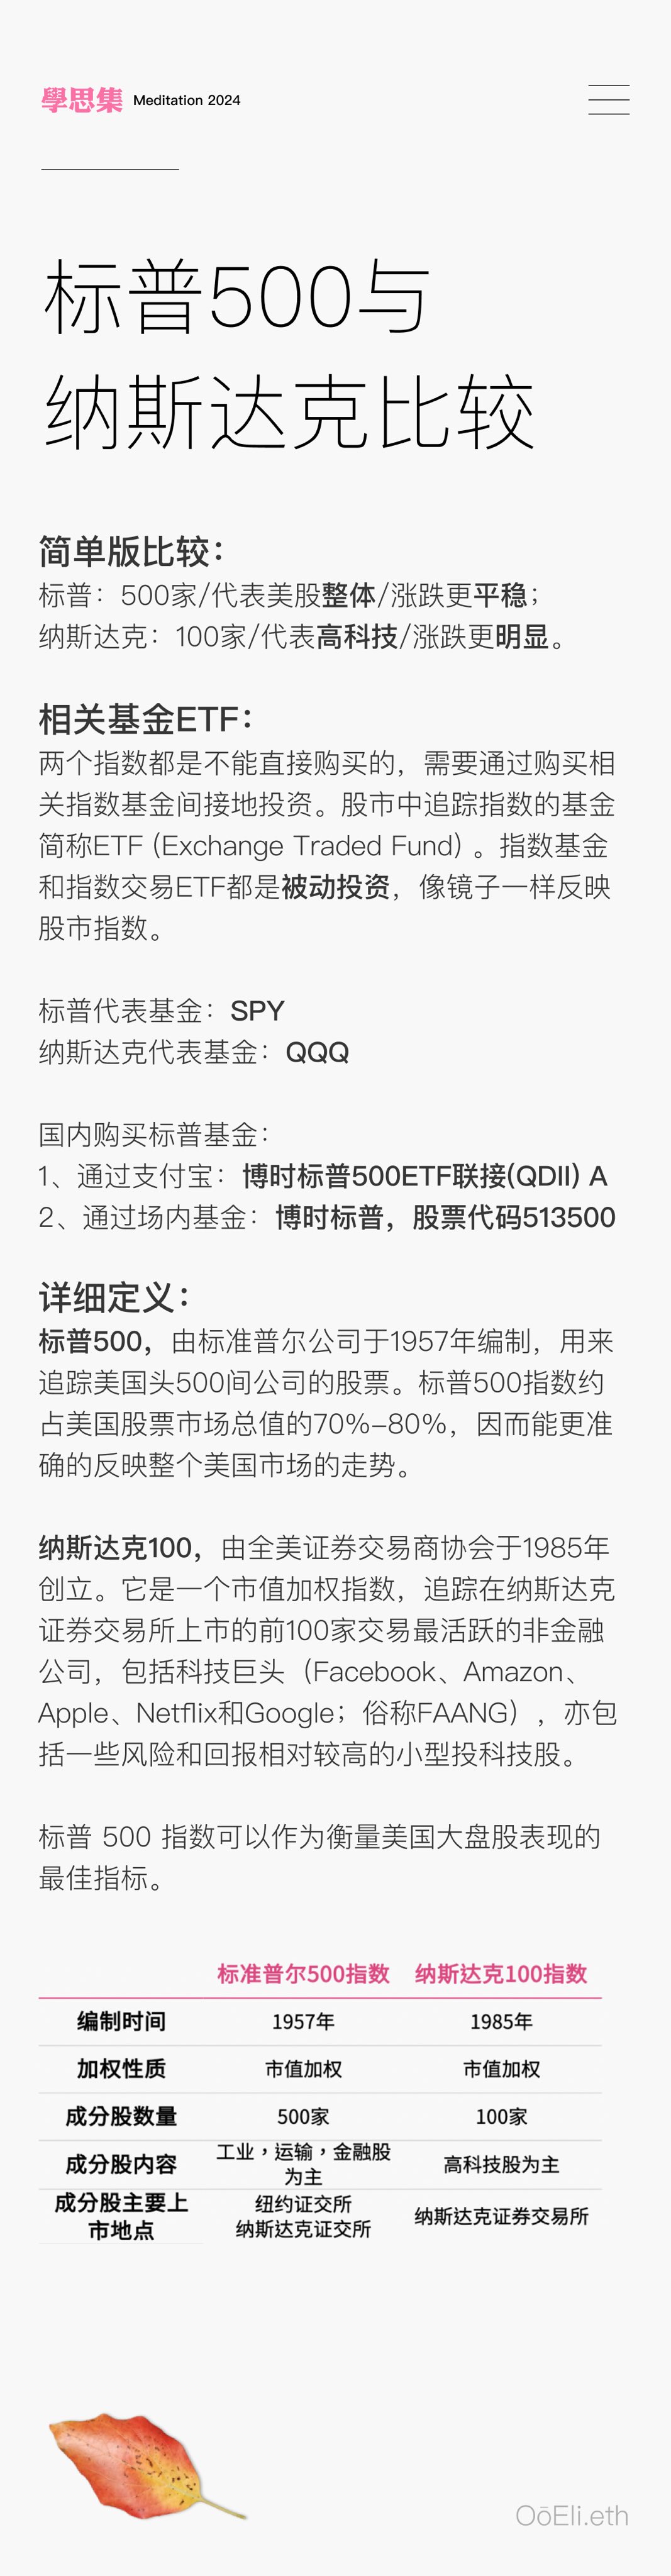 學思集 Meditation 2024
标普500与
纳斯达克比较
简单版比较：
标普：500家/代表美股整体/涨跌更平稳；
纳斯达克：100家/代表高科技/涨跌更明显。
相关基金ETF：
两个指数都是不能直接购买的，需要通过购买相
关指数基金间接地投资。股市中追踪指数的基金
简称ETF (Exchange Traded Fund) 。指数基金
和指数交易ETF都是被动投资，像镜子一样反映
股市指数。
标普代表基金：SPY
纳斯达克代表基金：QQQ
国内购买标普基金：
1、通过支付宝：博时标普500ETF联接(QDII) A
2、通过场内基金：博时标普，股票代码513500
详细定义：
标普500，由标准普尔公司于1957年编制，用来
追踪美国头500间公司的股票。标普500指数约
占美国股票市场总值的70%-80%，因而能更准
确的反映整个美国市场的走势。
纳斯达克100，由全美证券交易商协会于1985年
创立。它是一个市值加权指数，追踪在纳斯达克
证券交易所上市的前100家交易最活跃的非金融
公司，包括科技巨头（Facebook、Amazon、
Apple、Netflix和Google；俗称FAANG），亦包
括一些风险和回报相对较高的小型投科技股。
标普 500 指数可以作为衡量美国大盘股表现的
最佳指标。
标准普尔500指数 纳斯达克100指数
编制时间 1957年 1985年
加权性质 市值加权 市值加权
成分股数量 500家 100家
成分股内容 工业，运输，金融股
为主 高科技股为主
成分股主要上
市地点 纽约证交所
纳斯达克证交所 纳斯达克证券交易所
OōEli.eth